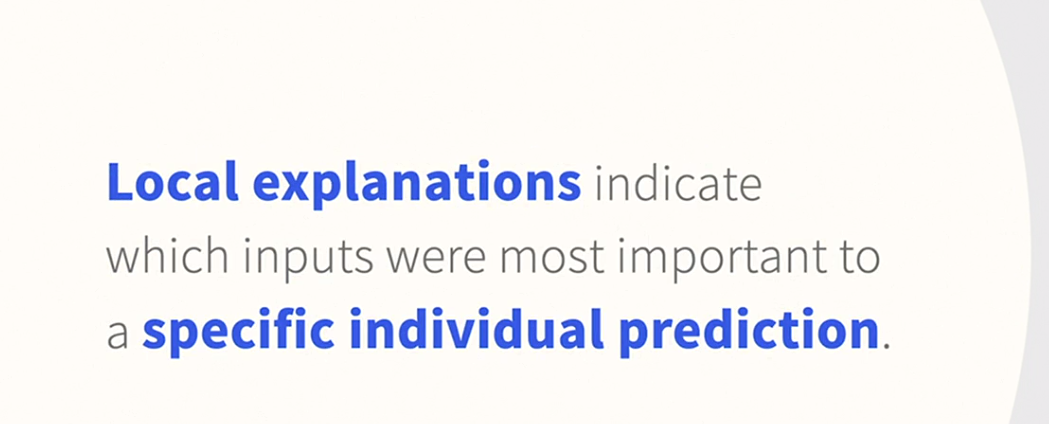 Local explanations indicate
which inputs were most important to
a specific individual prediction.